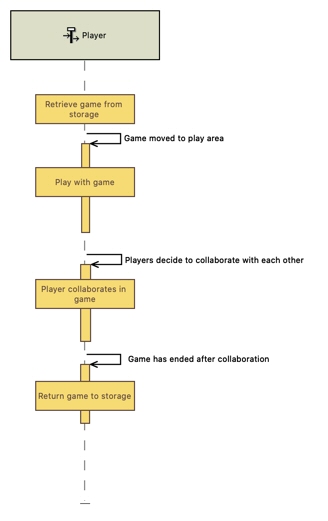 Player
Retrieve game from
storage
Game moved to play area
Play with game
Players decide to collaborate with each other
Player collaborates in
game
Game has ended after collaboration
Return game to storage